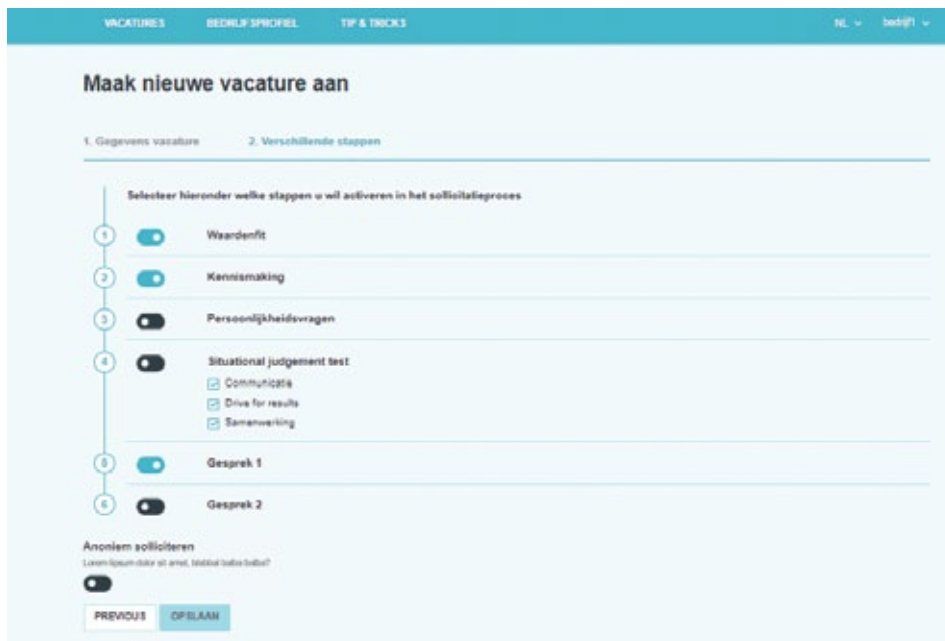 VACATURES BEDRIJFSPROFIEL TIP & TRICKS NL bedrijf1
Maak nieuwe vacature aan
1. Gegevens vacature 2. Verschillende stappen
Selecteer hieronder welke stappen u wil activeren in het sollicitatieproces
1 Waardenfit
2 Kennismaking
3 Persoonlijkheidsvragen
4 Situational judgement test
Communicatie
Drive for results
Samenwerking
5 Gesprek 1
6 Gesprek 2
Anoniem solliciteren
Lorem ipsum dolor sit amet,
PREVIOUS OPSLAAN